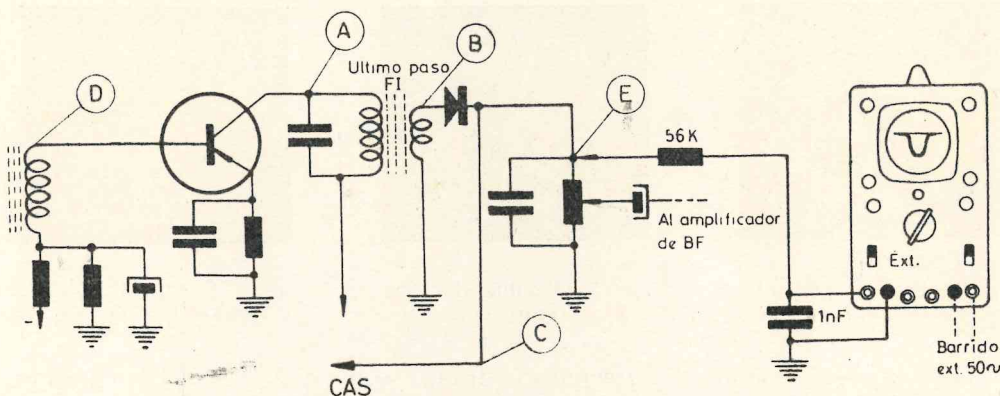 A
Ultimo paso
FI
B
D
E
56K
Al amplificador
de BF
Ext.
1nF
C
CAS
Barrido
ext. 50~
-